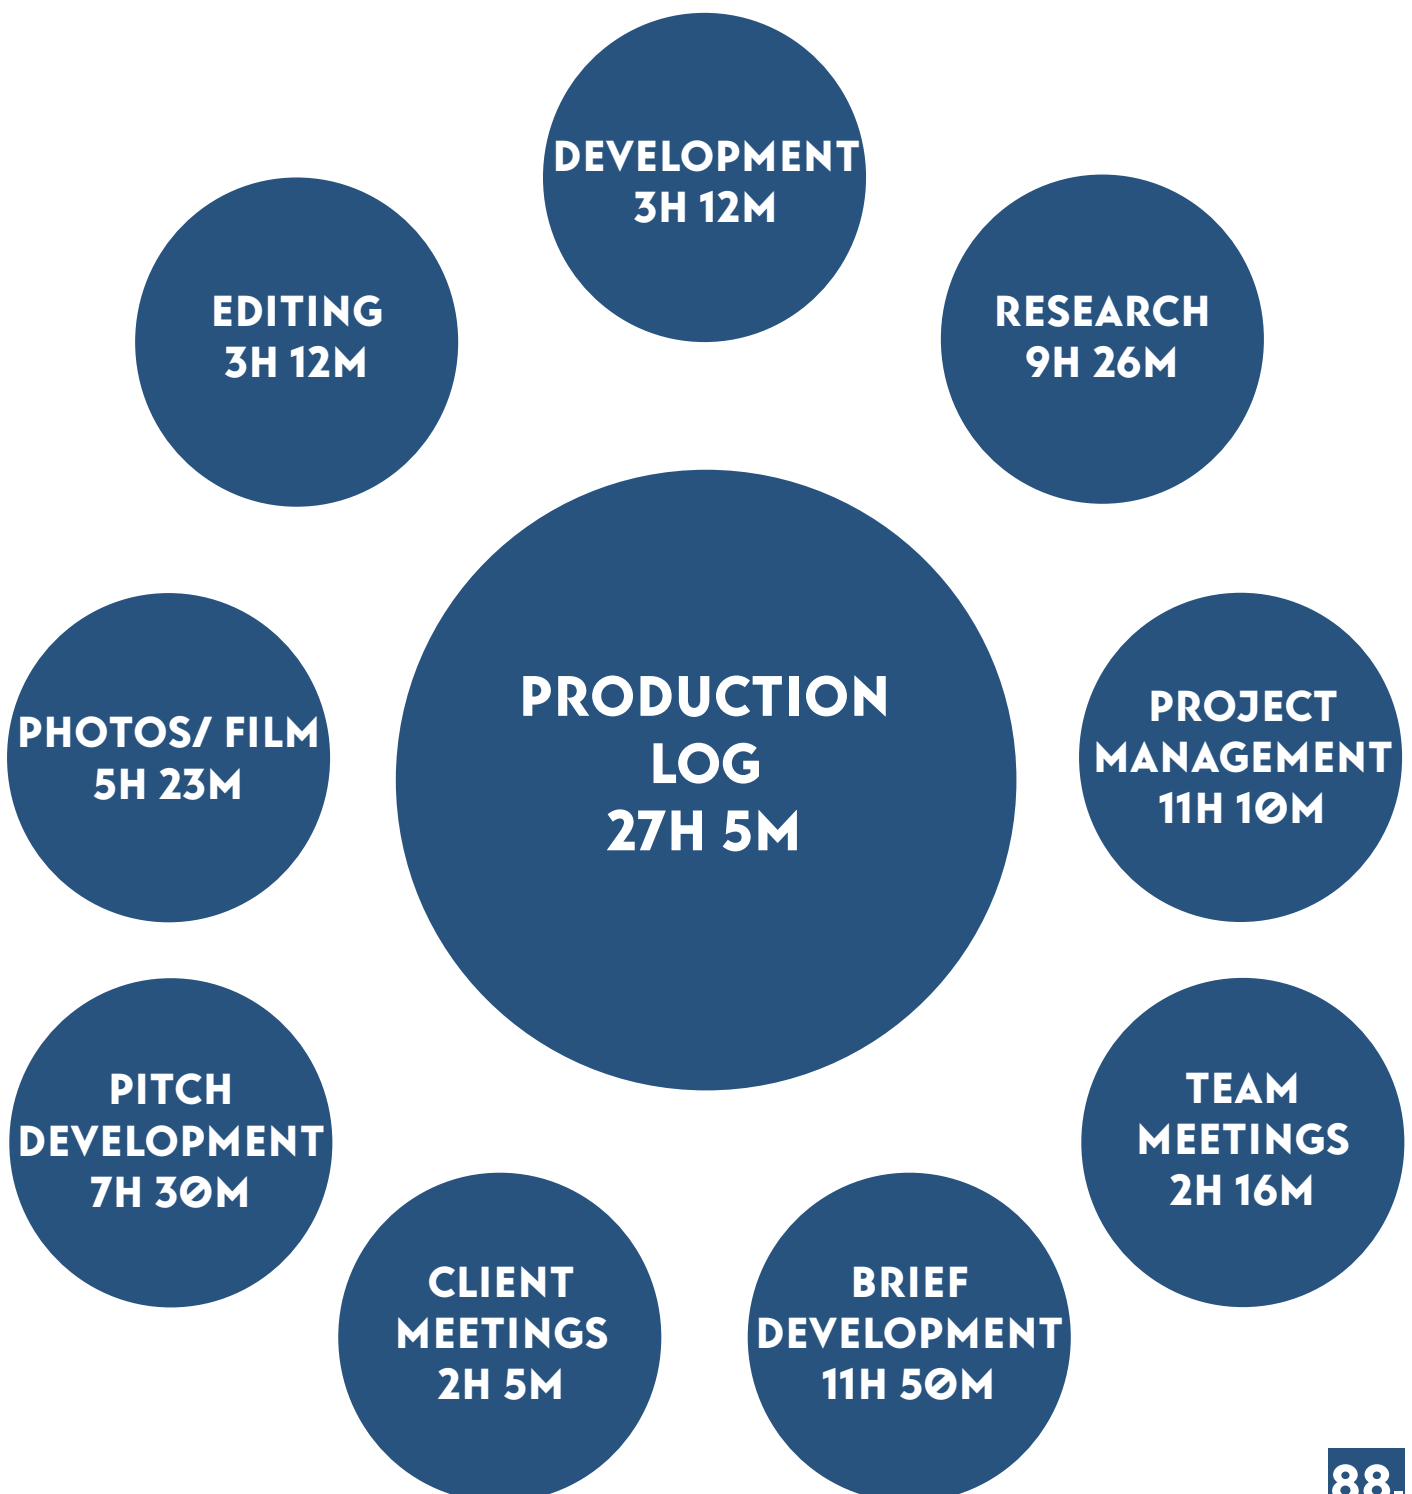 DEVELOPMENT
3H 12M
EDITING
3H 12M
RESEARCH
9H 26M
PRODUCTION
LOG
27H 5M
PHOTOS/ FILM
5H 23M
PROJECT
MANAGEMENT
11H 10M
PITCH
DEVELOPMENT
7H 30M
TEAM
MEETINGS
2H 16M
CLIENT
MEETINGS
2H 5M
BRIEF
DEVELOPMENT
11H 50M
88.